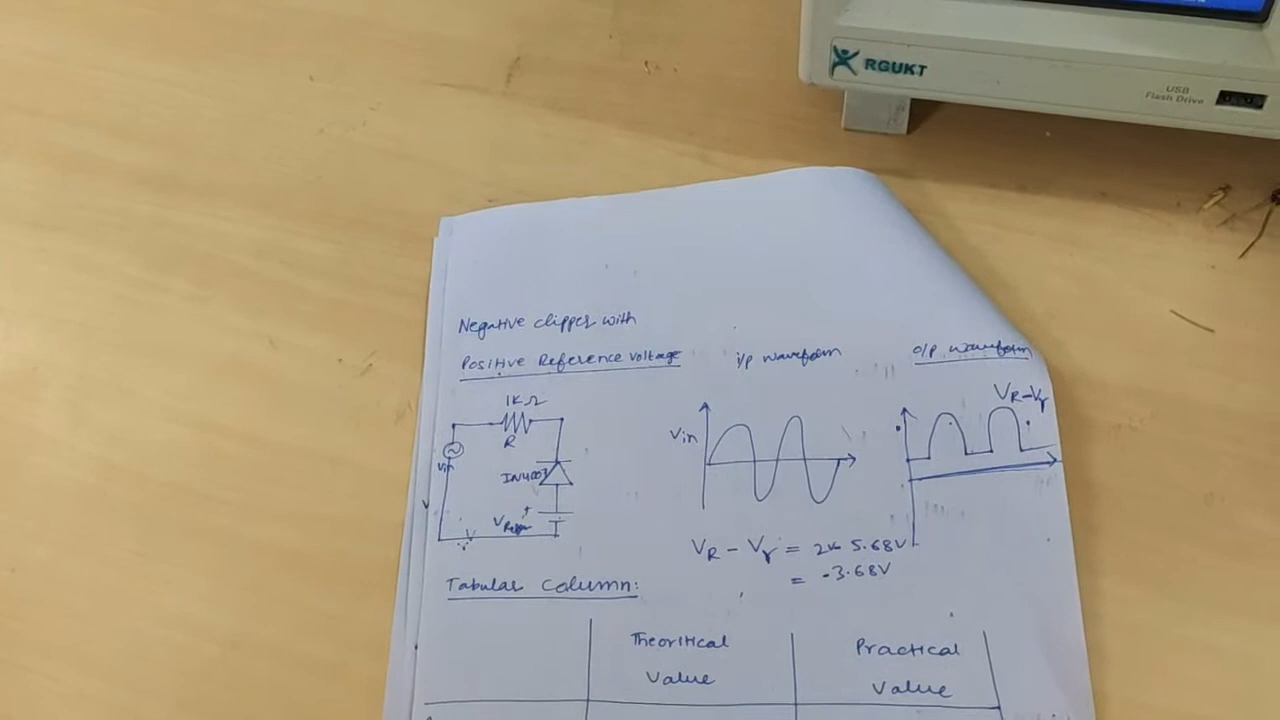 RGUKT
USB
Flash Drive
Negative clipper with
Positive Reference Voltage
i/p waveform
o/p waveform
1KΩ
R
Vin
IN4007
+
Vin
VR-Vγ
VR - Vγ = 2V- 5.68V
= -3.68V
Tabular Column:
Theoritical
Value
Practical
Value